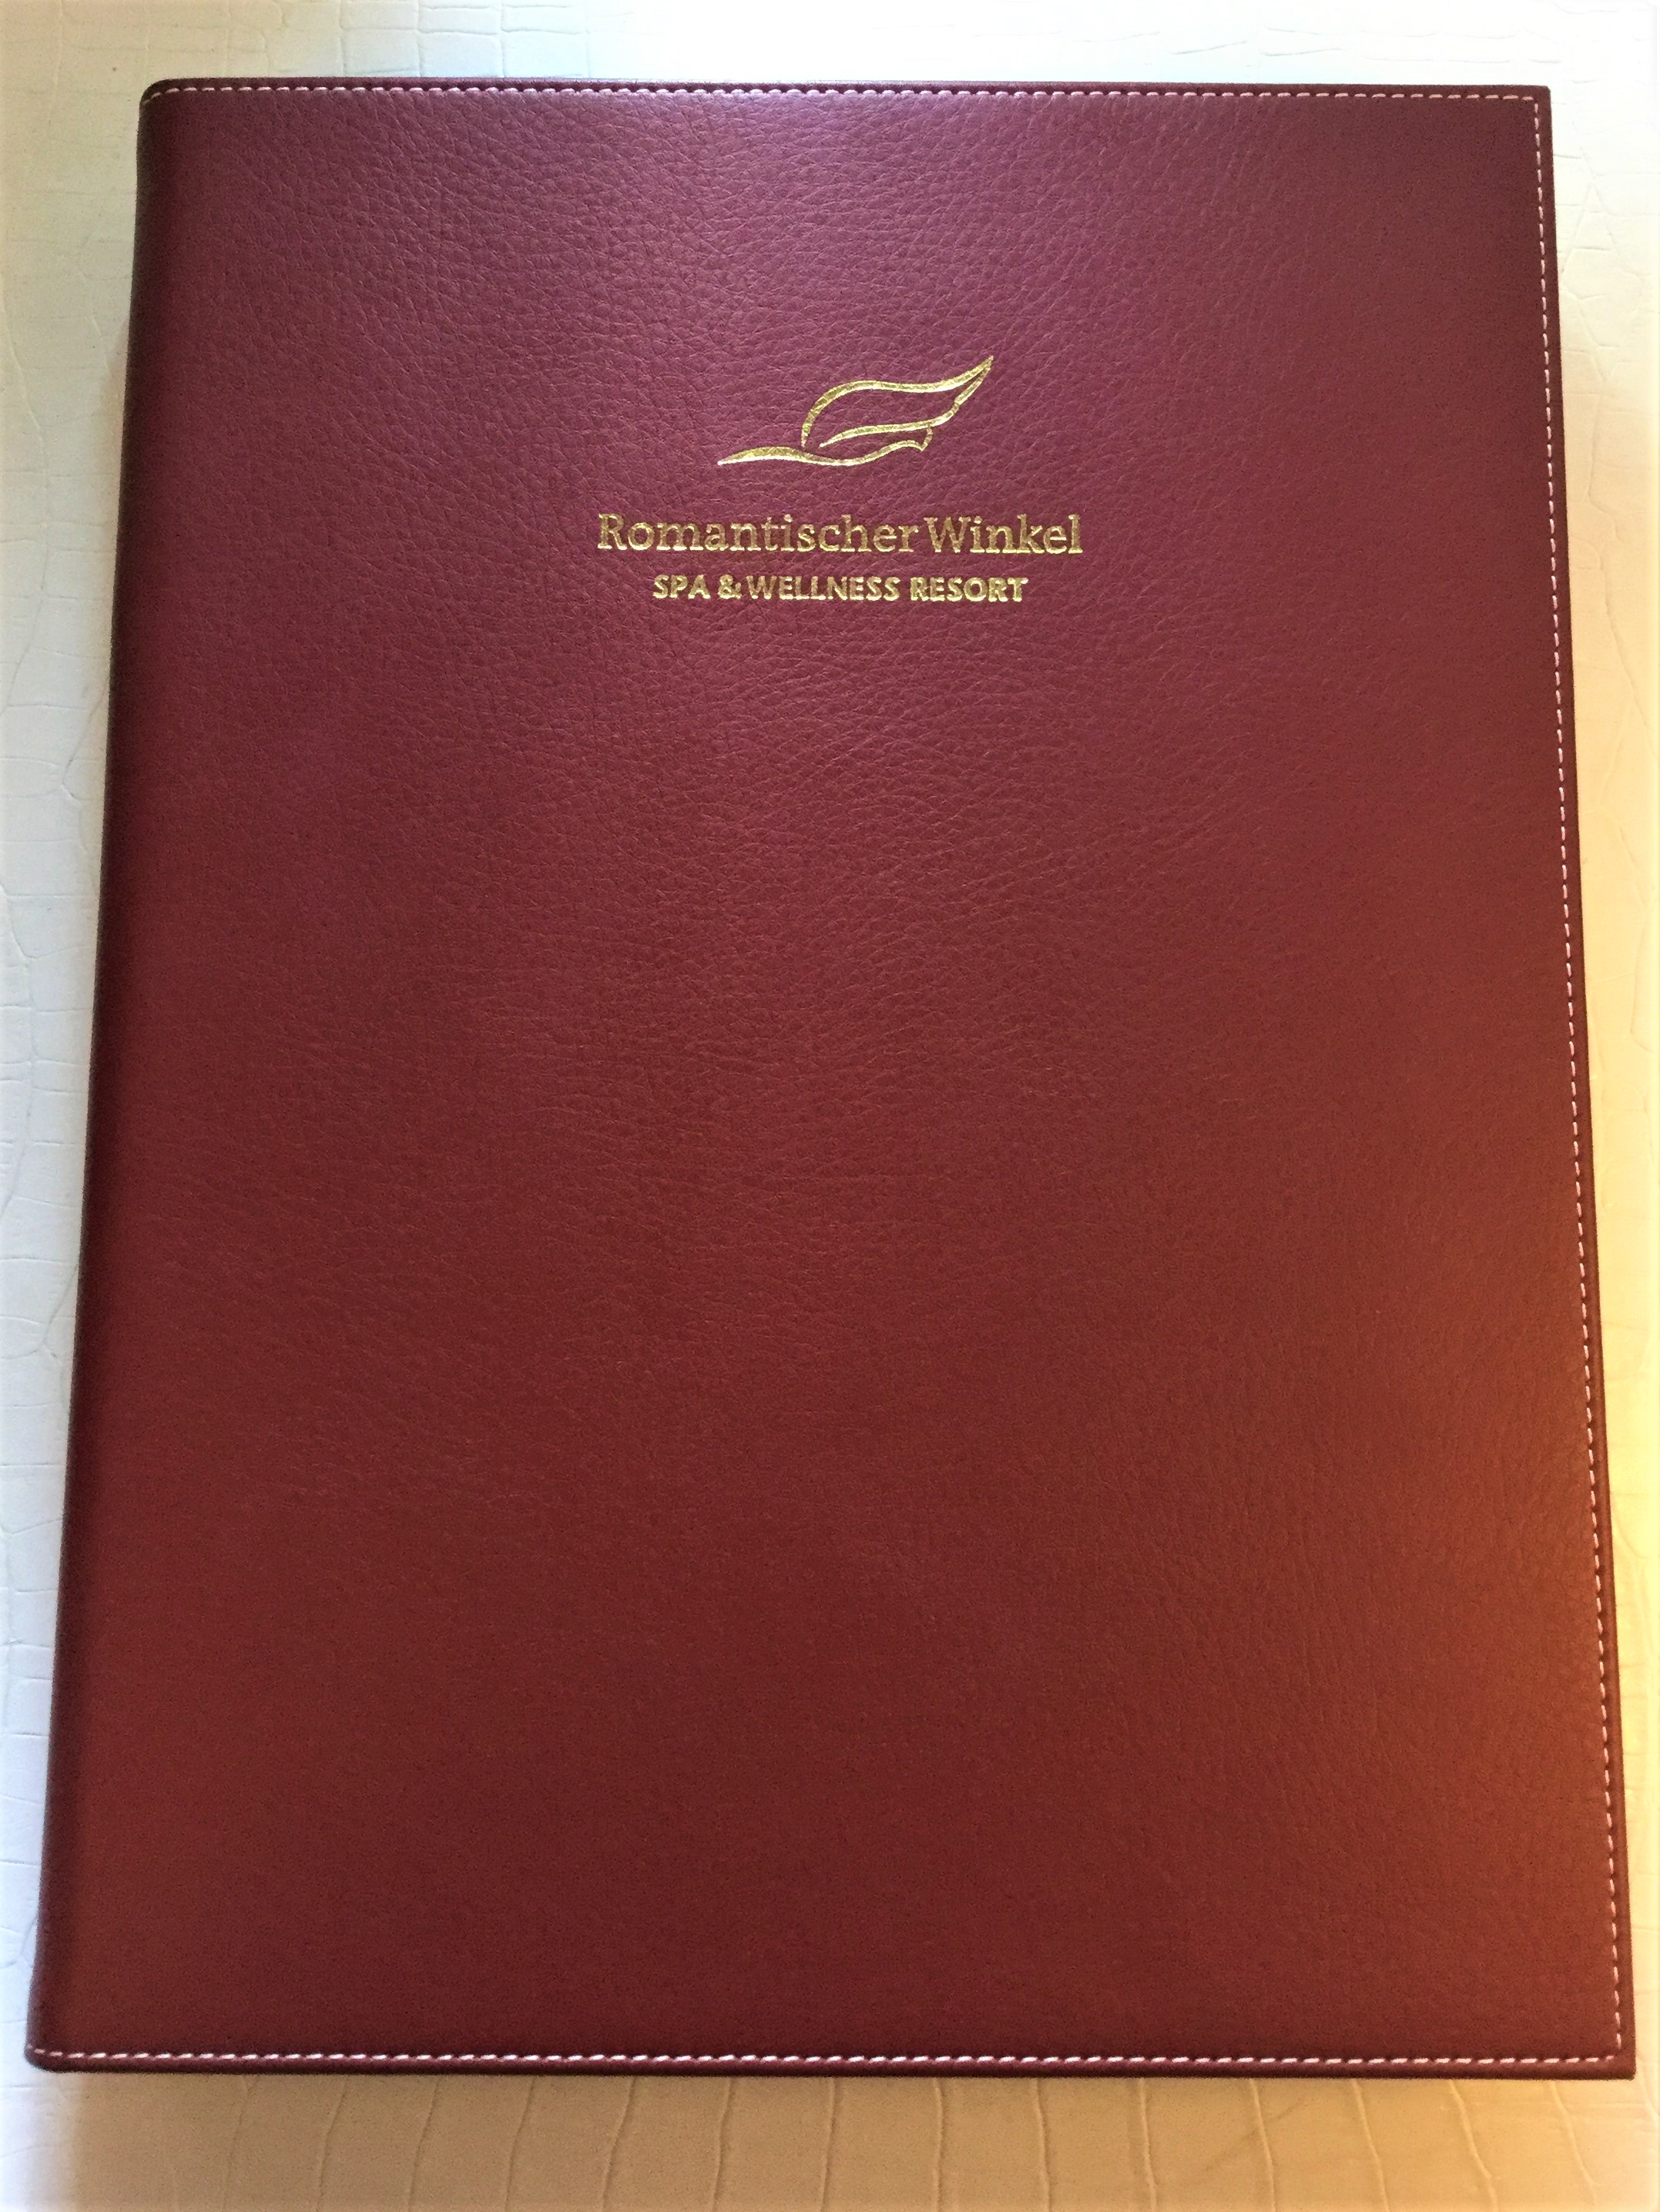 Romantischer Winkel
SPA & WELLNESS RESORT